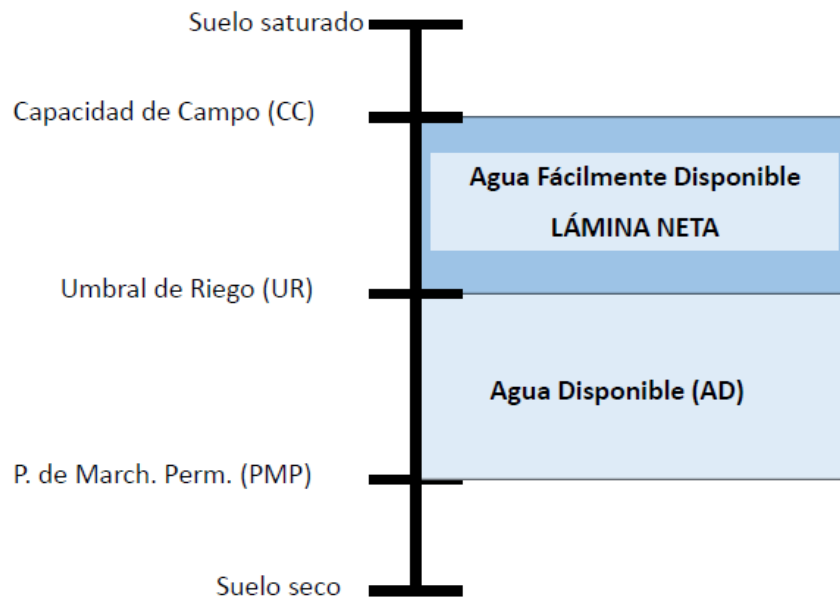 Suelo saturado
Capacidad de Campo (CC)
Agua Fácilmente Disponible
LÁMINA NETA
Umbral de Riego (UR)
Agua Disponible (AD)
P. de March. Perm. (PMP)
Suelo seco